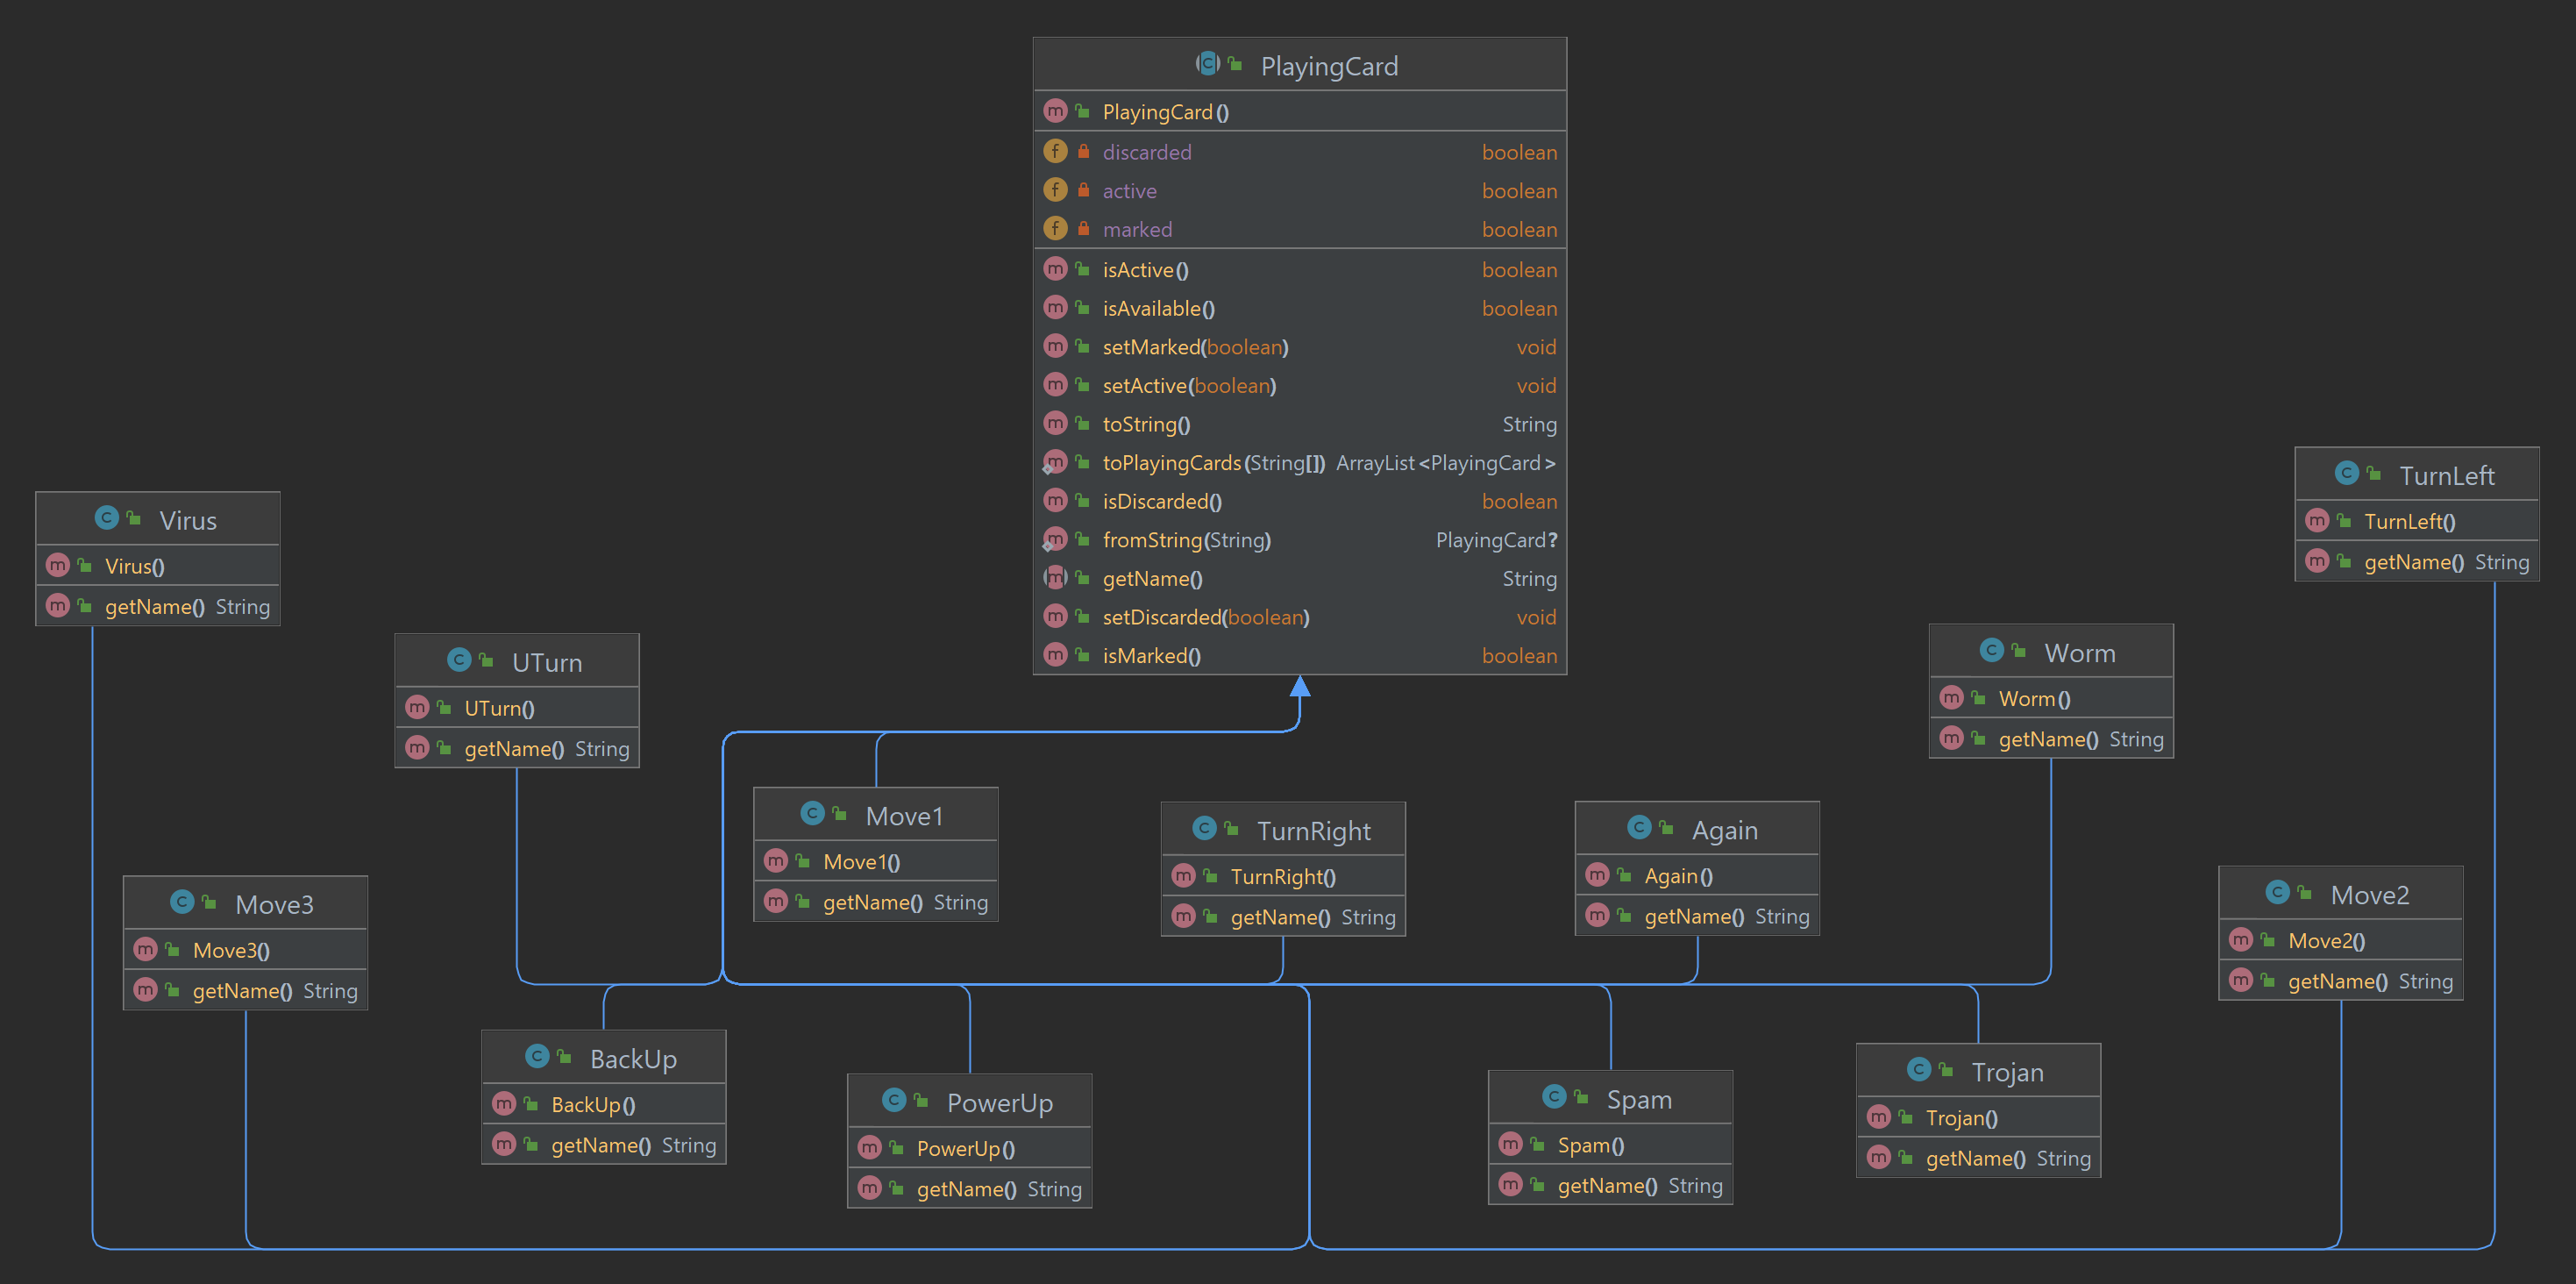 PlayingCard
PlayingCard()
discarded boolean
active boolean
marked boolean
isActive() boolean
isAvailable() boolean
setMarked(boolean) void
setActive(boolean) void
toString() String
toPlayingCards(String[]) ArrayList<PlayingCard>
isDiscarded() boolean
fromString(String) PlayingCard?
getName() String
setDiscarded(boolean) void
isMarked() boolean
TurnLeft
TurnLeft()
getName() String
Virus
Virus()
getName() String
UTurn
UTurn()
getName() String
Worm
Worm()
getName() String
Move1
Move1()
getName() String
TurnRight
TurnRight()
getName() String
Again
Again()
getName() String
Move2
Move2()
getName() String
Move3
Move3()
getName() String
BackUp
BackUp()
getName() String
PowerUp
PowerUp()
getName() String
Spam
Spam()
getName() String
Trojan
Trojan()
getName() String